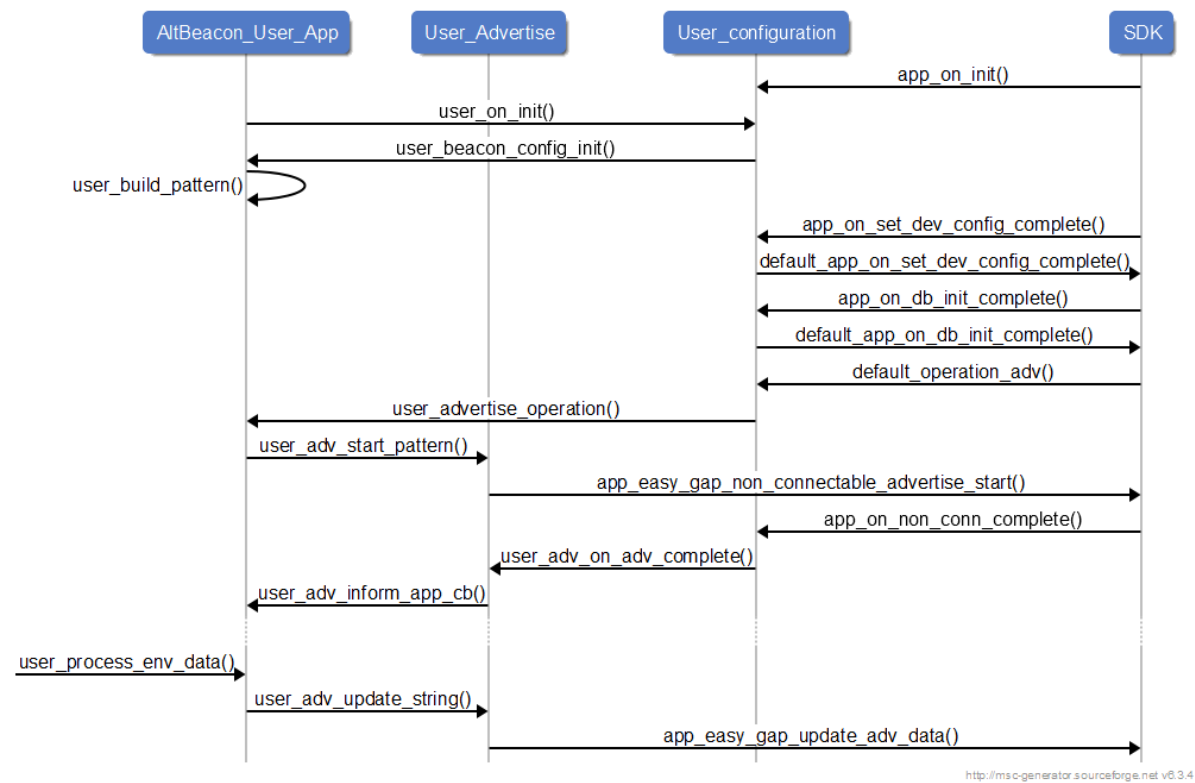 AltBeacon_User_App
User_Advertise
User_configuration
SDK
app_on_init()
user_on_init()
user_beacon_config_init()
user_build_pattern()
app_on_set_dev_config_complete()
default_app_on_set_dev_config_complete()
app_on_db_init_complete()
default_app_on_db_init_complete()
default_operation_adv()
user_advertise_operation()
user_adv_start_pattern()
app_easy_gap_non_connectable_advertise_start()
app_on_non_conn_complete()
user_adv_on_adv_complete()
user_adv_inform_app_cb()
user_process_env_data()
user_adv_update_string()
app_easy_gap_update_adv_data()
http://msc-generator.sourceforge.net v6.3.4